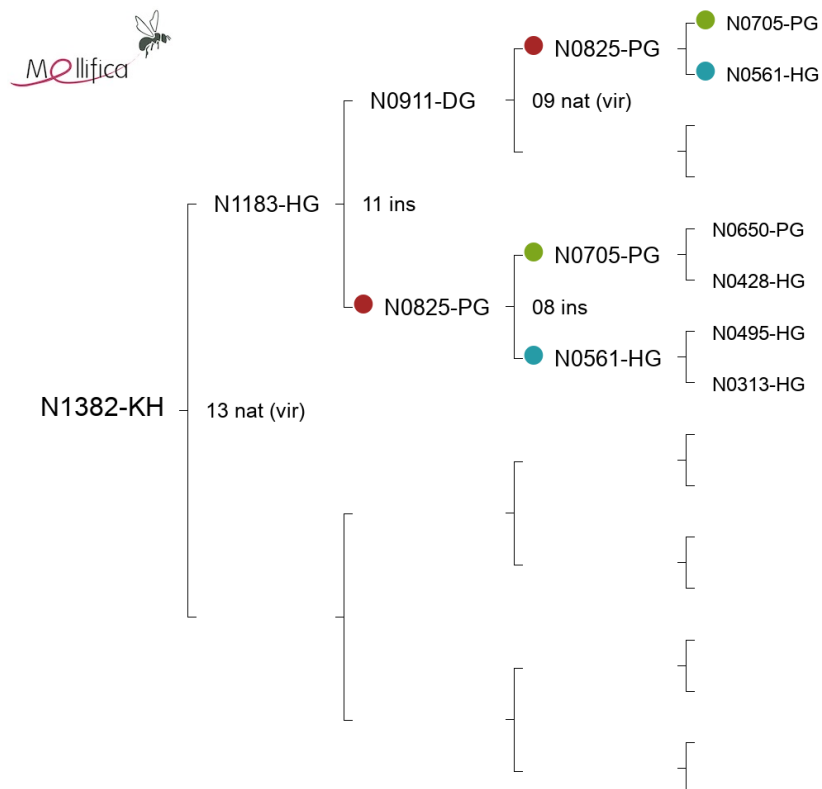 Mellifica
N0705-PG
N0825-PG
N0561-HG
N0911-DG
09 nat (vir)
N1183-HG
11 ins
N0650-PG
N0705-PG
N0428-HG
N0825-PG
08 ins
N0495-HG
N0561-HG
N0313-HG
N1382-KH
13 nat (vir)